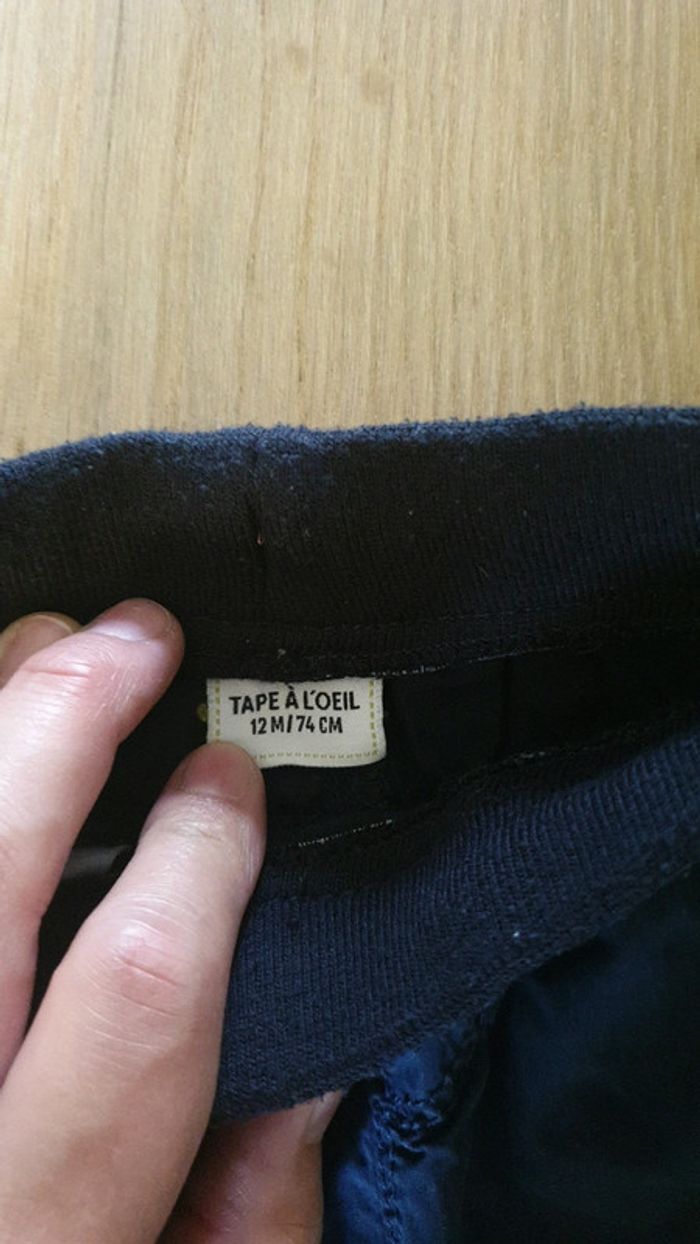 TAPE À L'OEIL
12 M/74 CM